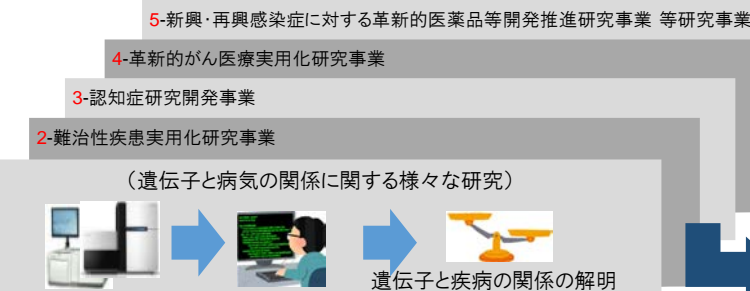 5-新興・再興感染症に対する革新的医薬品等開発推進研究事業 等研究事業
4-革新的がん医療実用化研究事業
3-認知症研究開発事業
2-難治性疾患実用化研究事業
（遺伝子と病気の関係に関する様々な研究）
遺伝子と疾病の関係の解明